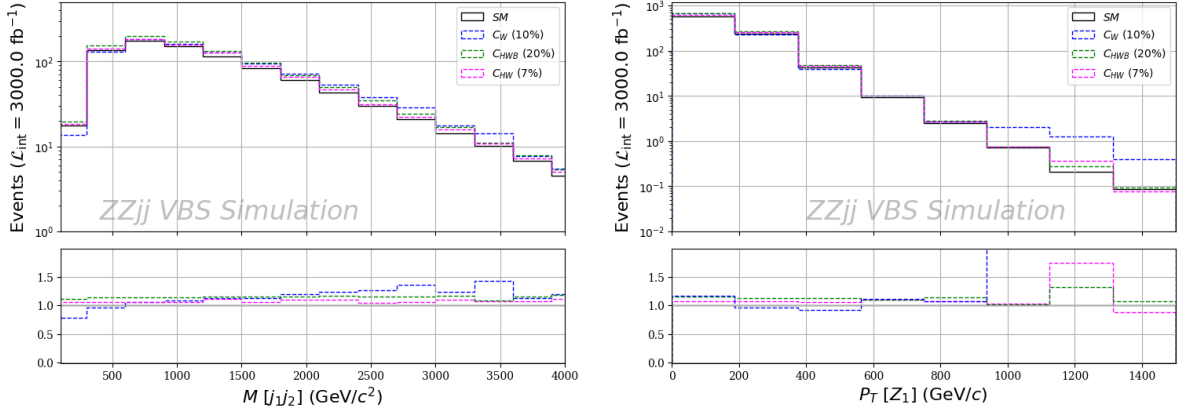 Events (ℒint = 3000.0 fb⁻¹)
10²
10¹
10⁰
SM
C_W (10%)
C_HWB (20%)
C_HW (7%)
ZZjj VBS Simulation
1.5
1.0
0.5
0.0
500 1000 1500 2000 2500 3000 3500 4000
M [j₁j₂] (GeV/c²)
Events (ℒint = 3000.0 fb⁻¹)
10³
10²
10¹
10⁰
10⁻¹
10⁻²
SM
C_W (10%)
C_HWB (20%)
C_HW (7%)
ZZjj VBS Simulation
1.5
1.0
0.5
0.0
0 200 400 600 800 1000 1200 1400
P_T [Z₁] (GeV/c)